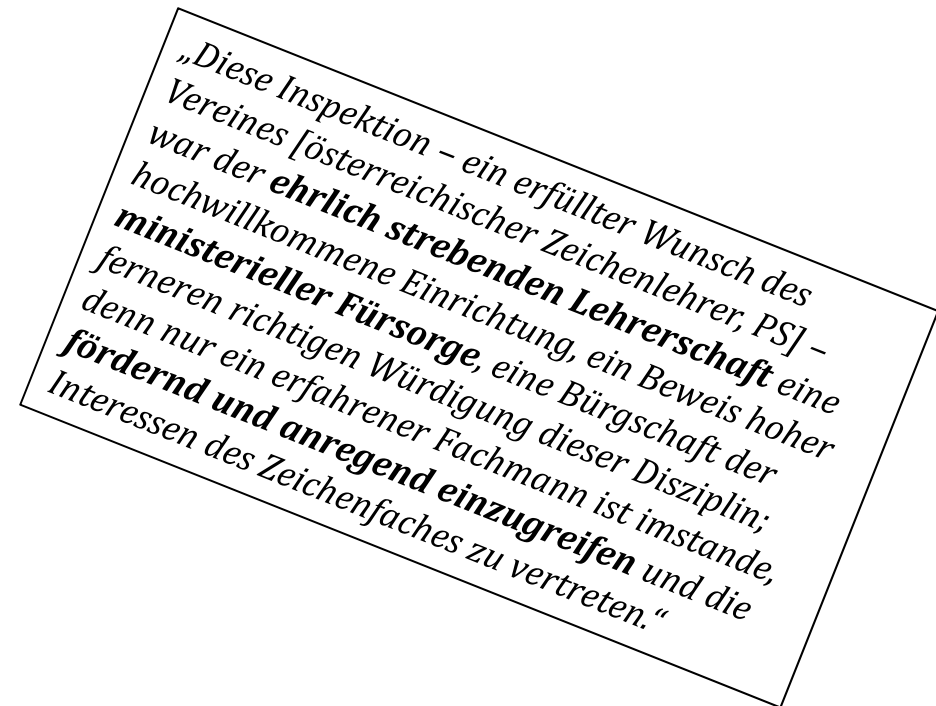 „Diese Inspektion – ein erfüllter Wunsch des
Vereines [österreichischer Zeichenlehrer, PS] –
war der ehrlich strebenden Lehrerschaft eine
hochwillkommene Einrichtung, ein Beweis hoher
ministerieller Fürsorge, eine Bürgschaft der
ferneren richtigen Würdigung dieser Disziplin;
denn nur ein erfahrener Fachmann ist imstande,
fördernd und anregend einzugreifen und die
Interessen des Zeichenfaches zu vertreten.“